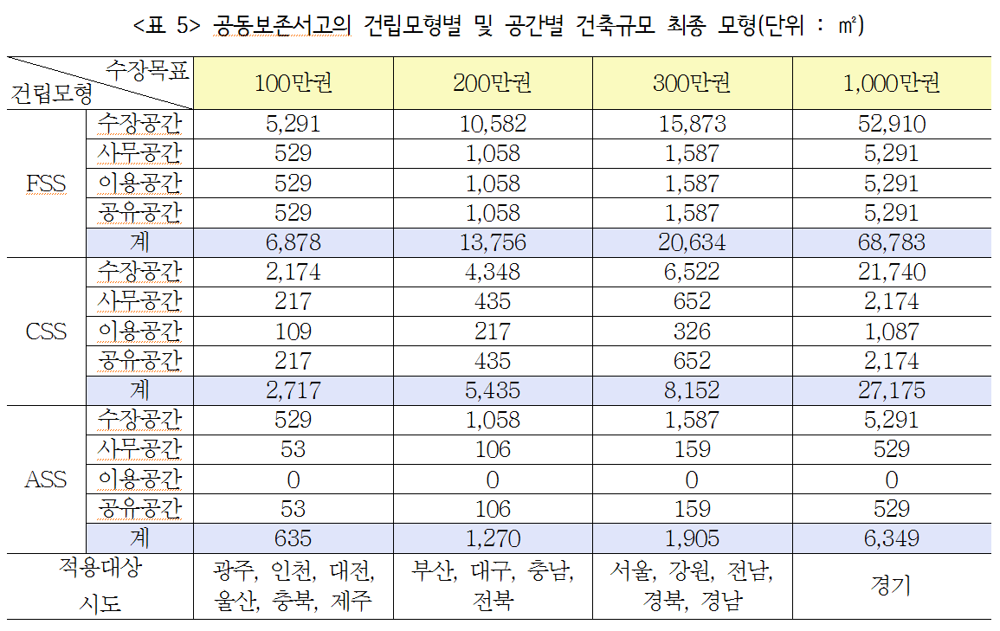 <표 5> 공동보존서고의 건립모형별 및 공간별 건축규모 최종 모형(단위 : ㎡)
수장목표
건립모형
100만권 200만권 300만권 1,000만권
수장공간 5,291 10,582 15,873 52,910
사무공간 529 1,058 1,587 5,291
FSS 이용공간 529 1,058 1,587 5,291
공유공간 529 1,058 1,587 5,291
계 6,878 13,756 20,634 68,783
수장공간 2,174 4,348 6,522 21,740
사무공간 217 435 652 2,174
CSS 이용공간 109 217 326 1,087
공유공간 217 435 652 2,174
계 2,717 5,435 8,152 27,175
수장공간 529 1,058 1,587 5,291
사무공간 53 106 159 529
ASS 이용공간 0 0 0 0
공유공간 53 106 159 529
계 635 1,270 1,905 6,349
적용대상 광주, 인천, 대전, 부산, 대구, 충남, 서울, 강원, 전남, 경기
시도 울산, 충북, 제주 전북 경북, 경남